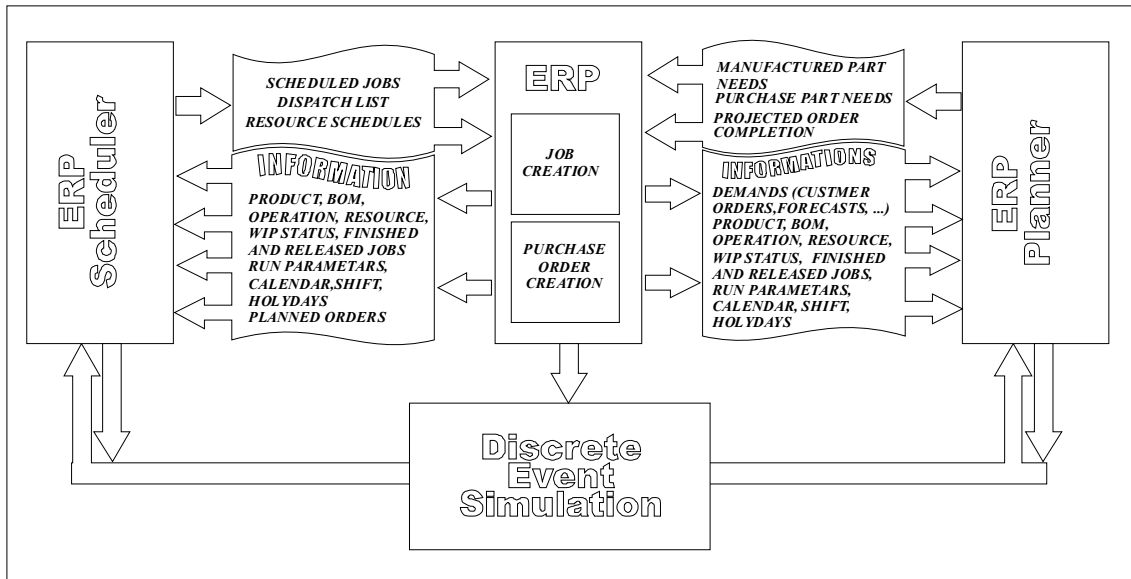 ERP
Scheduler
SCHEDULED JOBS
DISPATCH LIST
RESOURCE SCHEDULES
INFORMATION
PRODUCT, BOM,
OPERATION, RESOURCE,
WIP STATUS, FINISHED
AND RELEASED JOBS
RUN PARAMETARS,
CALENDAR,SHIFT,
HOLYDAYS
PLANNED ORDERS
ERP
JOB
CREATION
PURCHASE
ORDER
CREATION
MANUFACTURED PART
NEEDS
PURCHASE PART NEEDS
PROJECTED ORDER
COMPLETION
INFORMATIONS
DEMANDS (CUSTMER
ORDERS,FORECASTS, ...)
PRODUCT, BOM,
OPERATION, RESOURCE,
WIP STATUS, FINISHED
AND RELEASED JOBS,
RUN PARAMETARS,
CALENDAR, SHIFT,
HOLYDAYS
ERP
Planner
Discrete
Event
Simulation